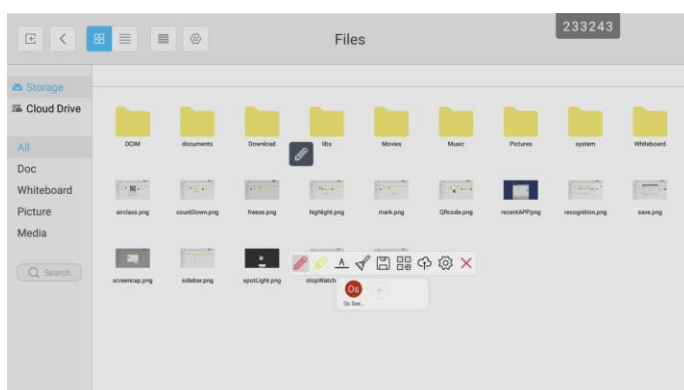 Files
233243
Storage
Cloud Drive
All
Doc
Whiteboard
Picture
Media
Search
DCIM
documents
Download
libs
Movies
Music
Pictures
system
Whiteboard
airclass.png
countDown.png
freeze.png
highlight.png
mark.png
QRcode.png
recentAPP.png
recognition.png
save.png
screencap.png
sidebar.png
spotLight.png
stopWatch
A
Os
Os See...